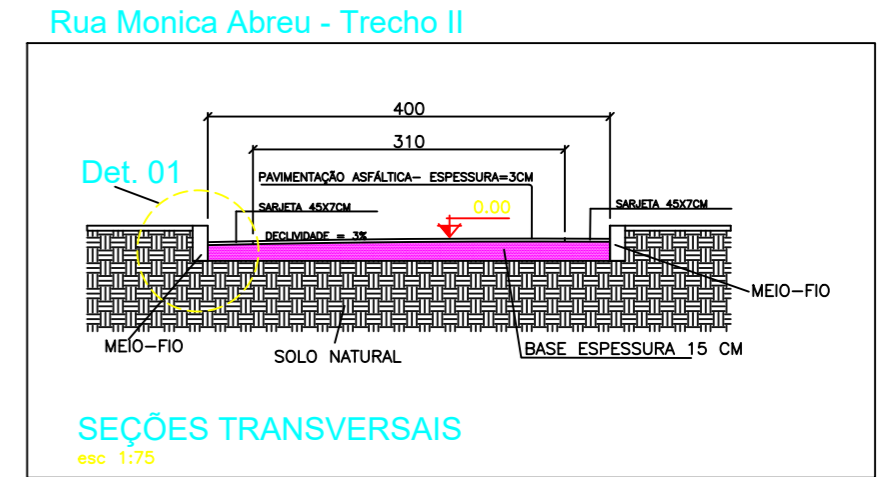 Rua Monica Abreu - Trecho II
400
310
Det. 01
PAVIMENTAÇÃO ASFÁLTICA- ESPESSURA=3CM
SARJETA 45X7CM
0.00
SARJETA 45X7CM
DECLIVIDADE = 3%
MEIO-FIO
MEIO-FIO
SOLO NATURAL
BASE ESPESSURA 15 CM
SEÇÕES TRANSVERSAIS
esc 1:75